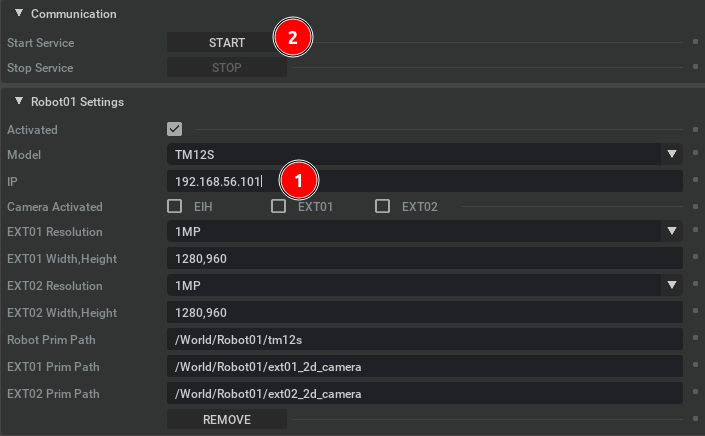 Communication
Start Service START 2
Stop Service STOP
Robot01 Settings
Activated
Model TM12S
IP 192.168.56.101 1
Camera Activated EIH EXT01 EXT02
EXT01 Resolution 1MP
EXT01 Width,Height 1280,960
EXT02 Resolution 1MP
EXT02 Width,Height 1280,960
Robot Prim Path /World/Robot01/tm12s
EXT01 Prim Path /World/Robot01/ext01_2d_camera
EXT02 Prim Path /World/Robot01/ext02_2d_camera
REMOVE